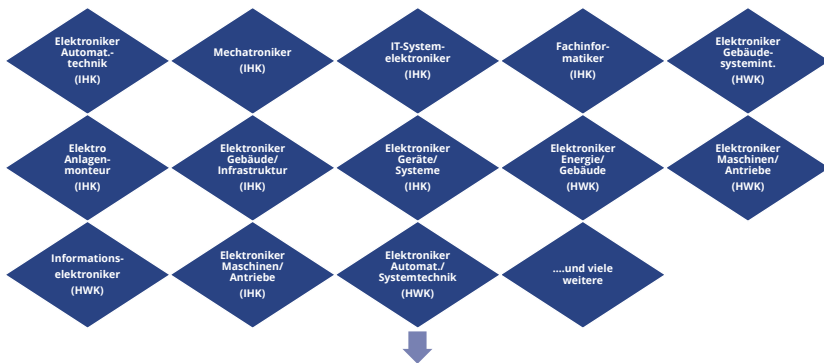 Elektroniker
Automat.-
technik
(IHK)
Mechatroniker
(IHK)
IT-System-
elektroniker
(IHK)
Fachinfor-
matiker
(IHK)
Elektroniker
Gebäude-
systemint.
(HWK)
Elektro
Anlagen-
monteur
(IHK)
Elektroniker
Gebäude/
Infrastruktur
(IHK)
Elektroniker
Geräte/
Systeme
(IHK)
Elektroniker
Energie/
Gebäude
(HWK)
Elektroniker
Maschinen/
Antriebe
(HWK)
Informations-
elektroniker
(HWK)
Elektroniker
Maschinen/
Antriebe
(IHK)
Elektroniker
Automat./
Systemtechnik
(HWK)
....und viele
weitere